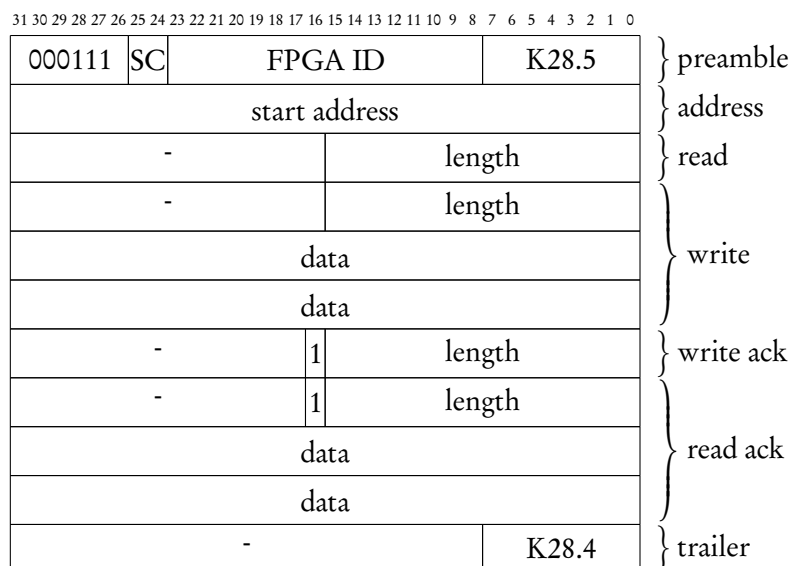 31 30 29 28 27 26 25 24 23 22 21 20 19 18 17 16 15 14 13 12 11 10 9 8 7 6 5 4 3 2 1 0
000111 SC FPGA ID K28.5 preamble
start address address
- length read
- length
data write
data
- 1 length write ack
- 1 length
data read ack
data
- K28.4 trailer